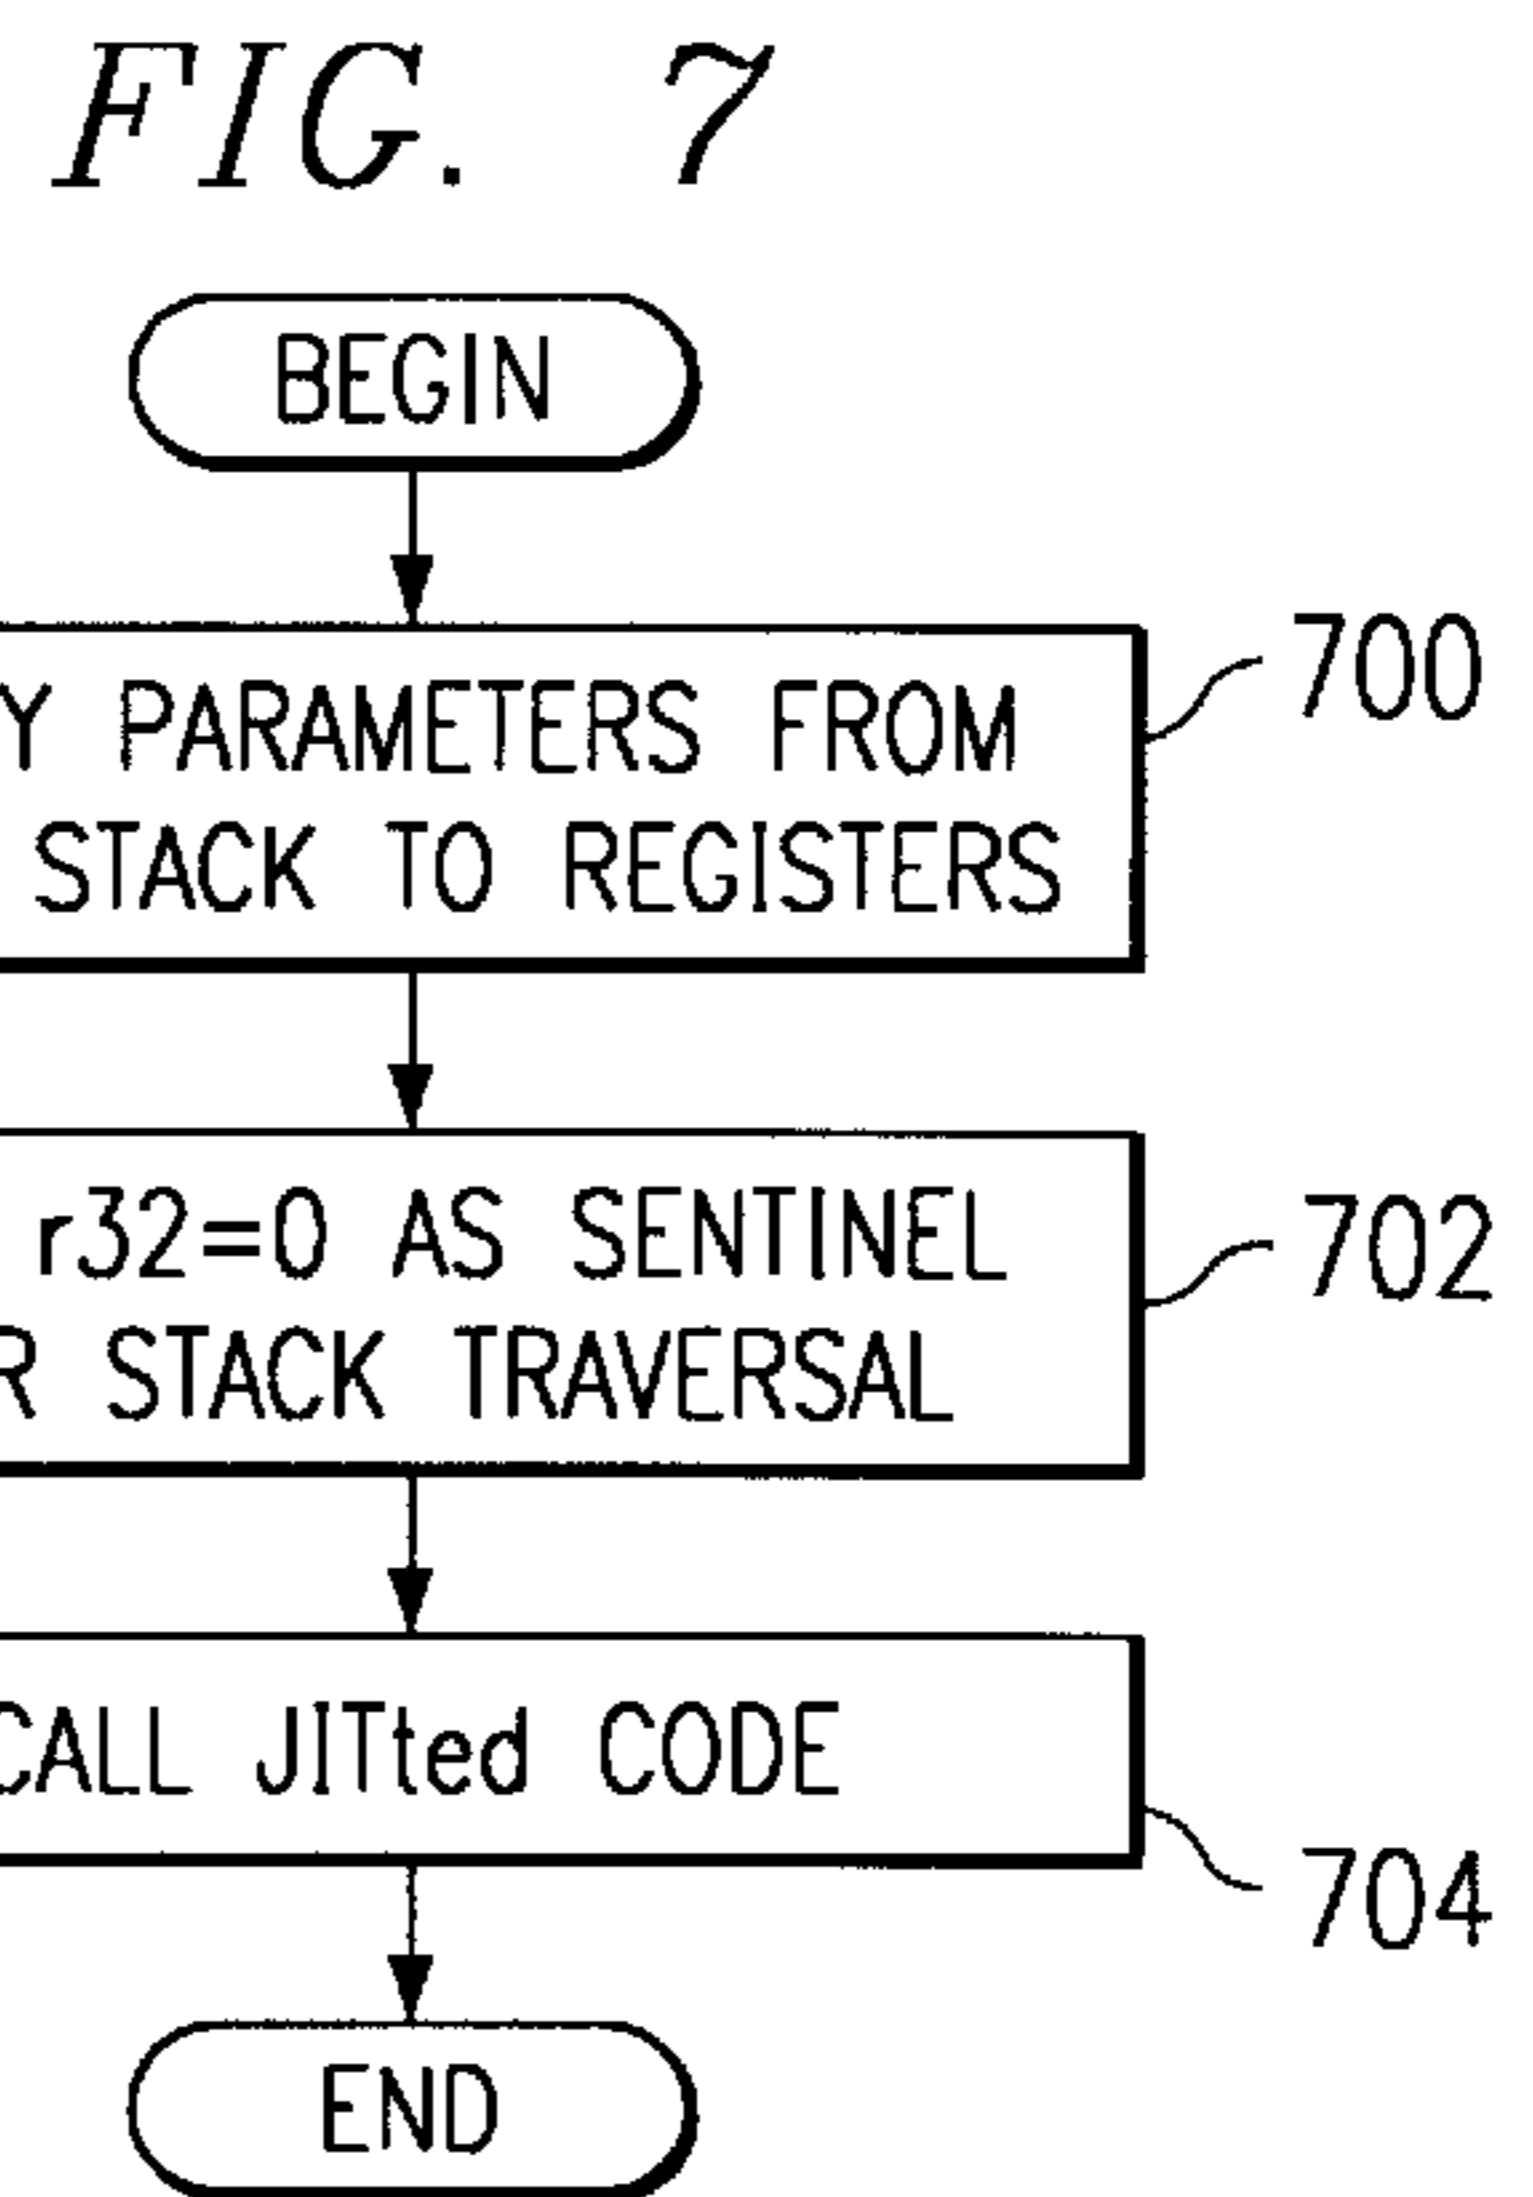 FIG. 7
BEGIN
Y PARAMETERS FROM
STACK TO REGISTERS
700
r32=0 AS SENTINEL
R STACK TRAVERSAL
702
CALL JITted CODE
704
END